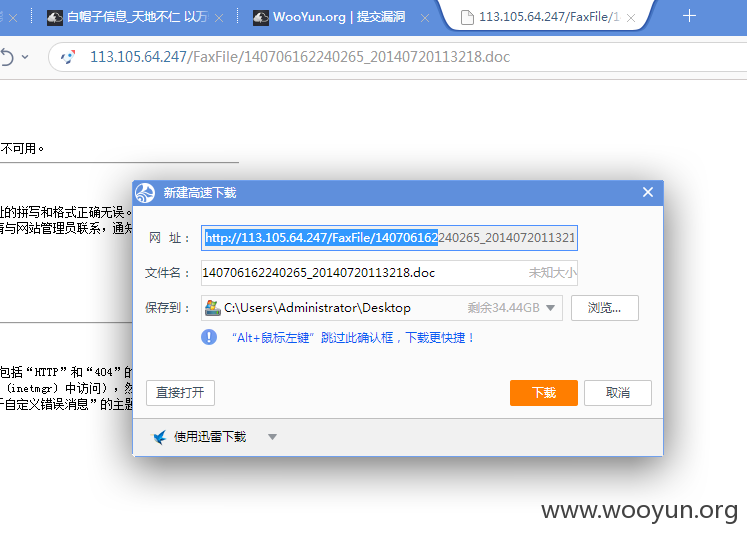 白帽子信息_天地不仁 以万
WooYun.org | 提交漏洞
113.105.64.247/FaxFile/1
113.105.64.247/FaxFile/140706162240265_20140720113218.doc
不可用。
址的拼写和格式正确无误。
请与网站管理员联系，通知
包括“HTTP”和“404”的
（inetmgr）中访问)，然
于自定义错误消息”的主题
新建高速下载
网 址：
http://113.105.64.247/FaxFile/140706162240265_2014072011321
文件名：
140706162240265_20140720113218.doc
未知大小
保存到：
C:\Users\Administrator\Desktop
剩余34.44GB
浏览...
“Alt+鼠标左键”跳过此确认框，下载更快捷！
直接打开
下载
取消
使用迅雷下载
www.wooyun.org